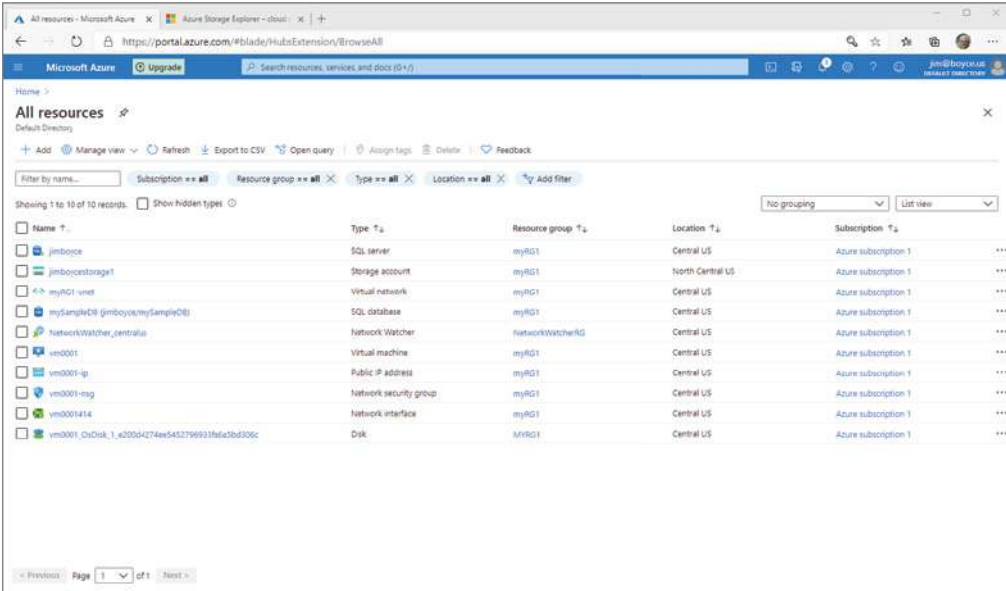 All resources - Microsoft Azure
Azure Storage Explorer – cloud
https://portal.azure.com/#blade/HubsExtension/BrowseAll
Microsoft Azure Upgrade Search resources, services, and docs (G+/) 1 jim@boyce.us
DEFAULT DIRECTORY
Home >
All resources
Default Directory
Add Manage view Refresh Export to CSV Open query Assign tags Delete Feedback
Filter by name... Subscription == all Resource group == all Type == all Location == all Add filter
Showing 1 to 10 of 10 records. Show hidden types No grouping List view
Name Type Resource group Location Subscription
jimboyce SQL server myRG1 Central US Azure subscription 1
jimboycestorage1 Storage account myRG1 North Central US Azure subscription 1
myRG1-vnet Virtual network myRG1 Central US Azure subscription 1
mySampleDB (jimboyce/mySampleDB) SQL database myRG1 Central US Azure subscription 1
NetworkWatcher_centralus Network Watcher NetworkWatcherRG Central US Azure subscription 1
vm0001 Virtual machine myRG1 Central US Azure subscription 1
vm0001-ip Public IP address myRG1 Central US Azure subscription 1
vm0001-nsg Network security group myRG1 Central US Azure subscription 1
vm0001414 Network interface myRG1 Central US Azure subscription 1
Disk MYRG1 Central US Azure subscription 1
< Previous Page 1 of 1 Next >